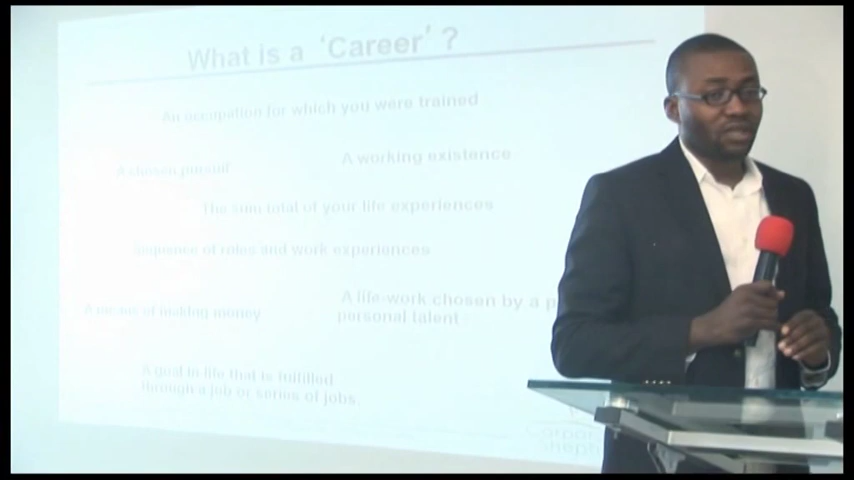 What is a 'Career' ?
An occupation for which you were trained
A chosen pursuit
A working existence
The sum total of your life experiences
Sequence of roles and work experiences
A means of making money
A life-work chosen by a
personal talent
A goal in life that is fulfilled
through a job or series of jobs